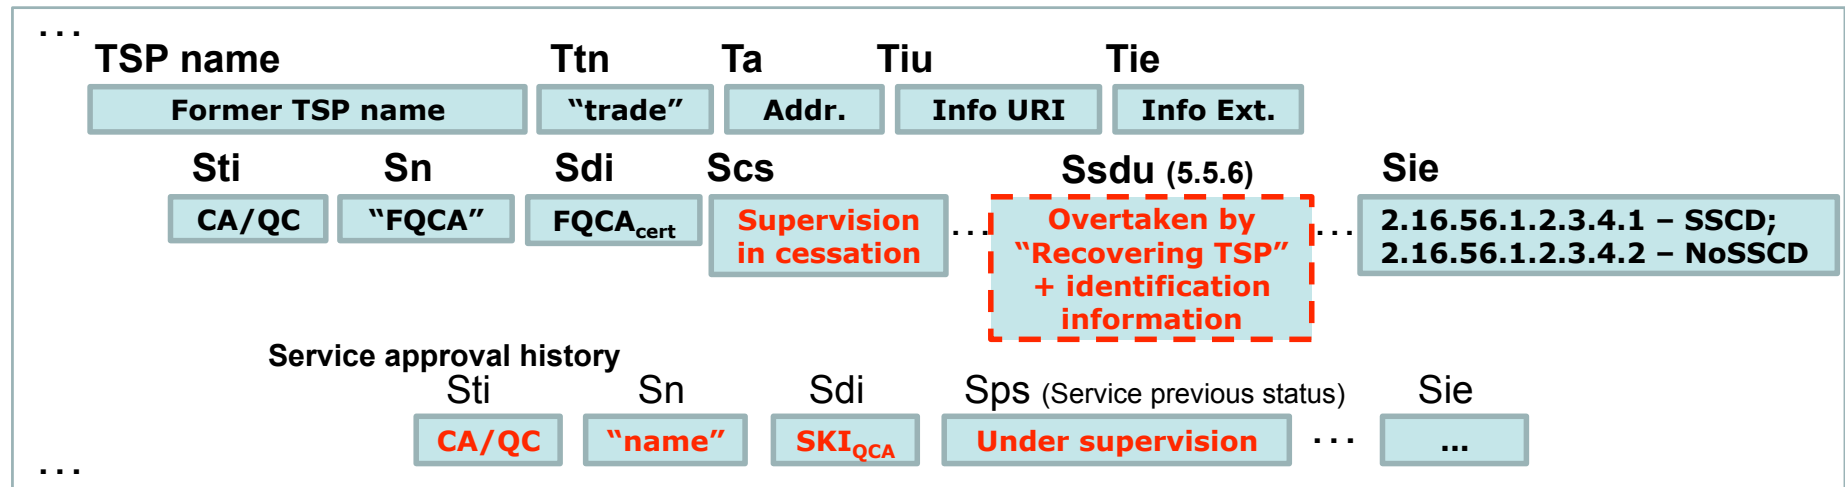 ...
TSP name Ttn Ta Tiu Tie
Former TSP name “trade” Addr. Info URI Info Ext.
Sti Sn Sdi Scs Ssdu (5.5.6) Sie
CA/QC “FQCA” FQCAcert Supervision in cessation ... Overtaken by “Recovering TSP” + identification information ... 2.16.56.1.2.3.4.1 – SSCD; 2.16.56.1.2.3.4.2 – NoSSCD
Service approval history
Sti Sn Sdi Sps (Service previous status) Sie
CA/QC “name” SKIQCA Under supervision ... ...
...